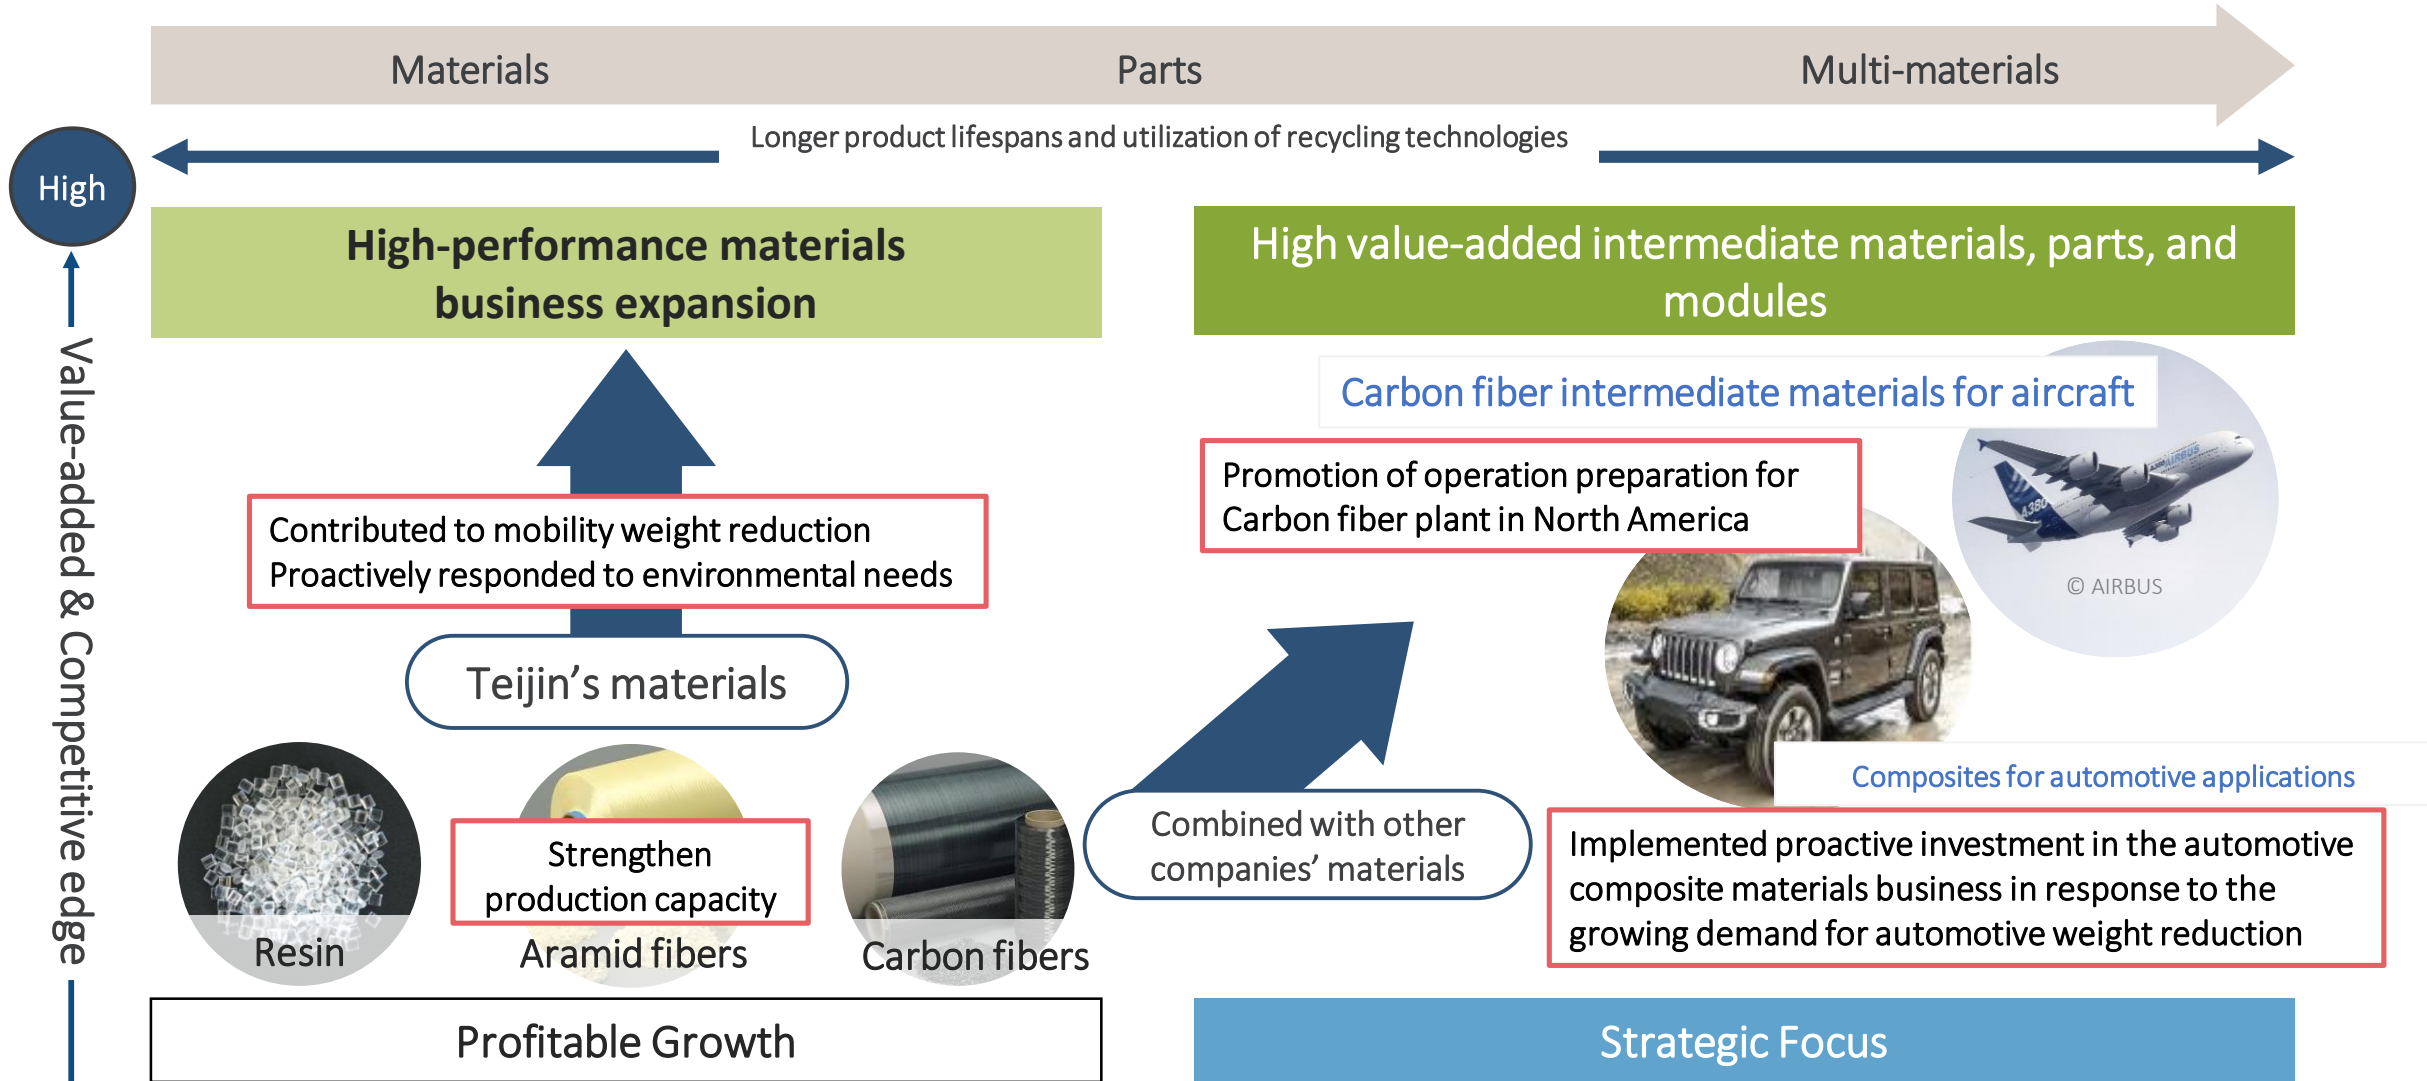 Materials
Parts
Multi-materials
Longer product lifespans and utilization of recycling technologies
High
Value-added & Competitive edge
High-performance materials
business expansion
High value-added intermediate materials, parts, and
modules
Carbon fiber intermediate materials for aircraft
Promotion of operation preparation for
Carbon fiber plant in North America
A380
AIRBUS
A380
© AIRBUS
Contributed to mobility weight reduction
Proactively responded to environmental needs
Teijin’s materials
Combined with other
companies’ materials
Composites for automotive applications
Implemented proactive investment in the automotive
composite materials business in response to the
growing demand for automotive weight reduction
Strengthen
production capacity
Resin
Aramid fibers
Carbon fibers
Profitable Growth
Strategic Focus